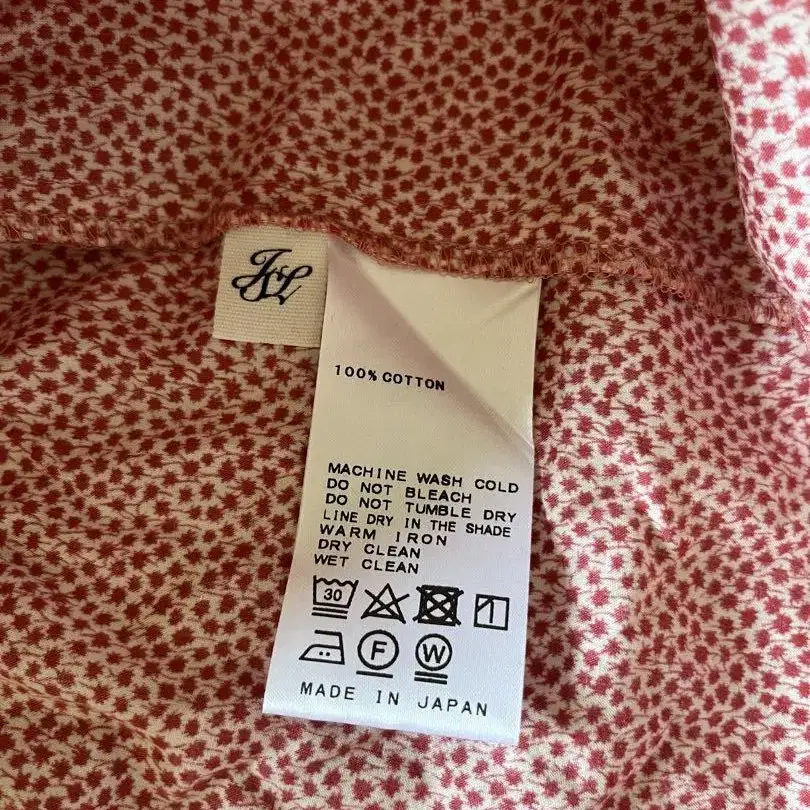 100% COTTON
MACHINE WASH COLD
DO NOT BLEACH
DO NOT TUMBLE DRY
LINE DRY IN THE SHADE
WARM IRON
DRY CLEAN
WET CLEAN
30
F W
MADE IN JAPAN